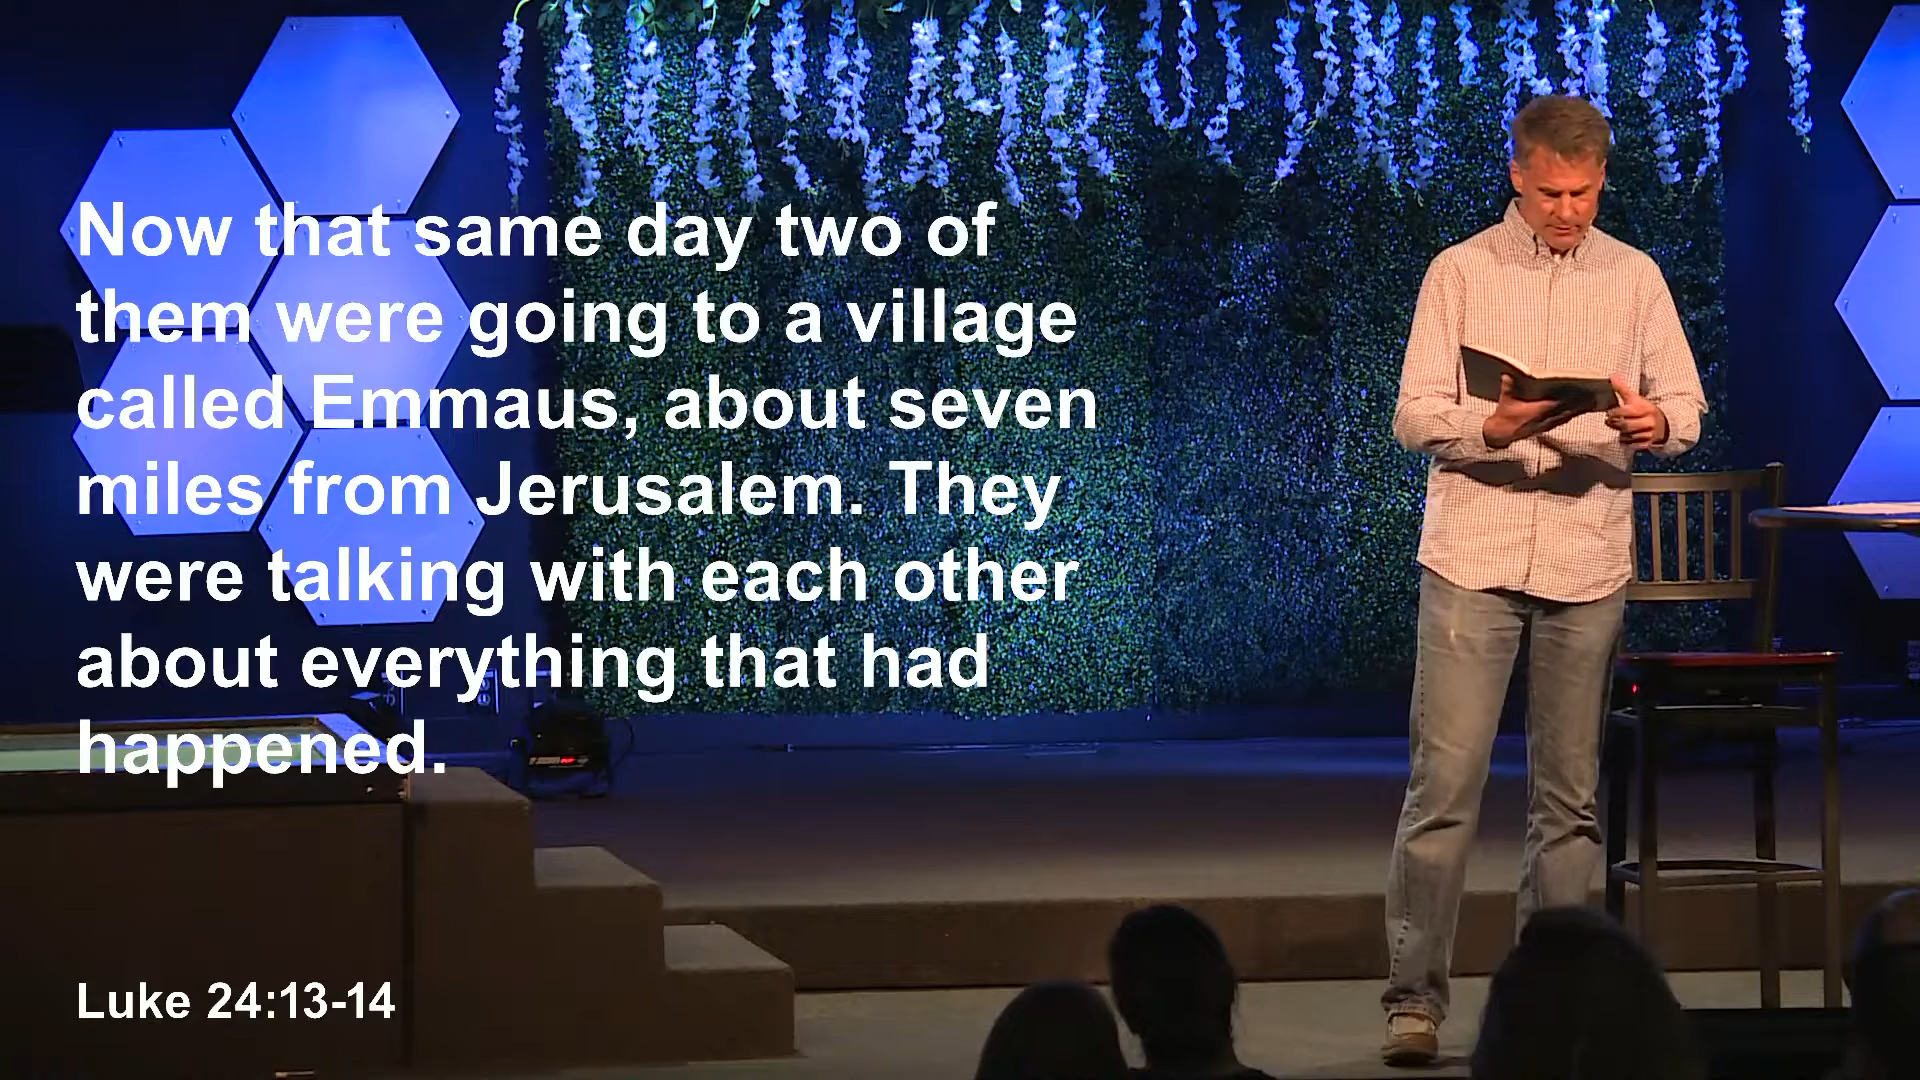 Now that same day two of
them were going to a village
called Emmaus, about seven
miles from Jerusalem. They
were talking with each other
about everything that had
happened.
Luke 24:13-14